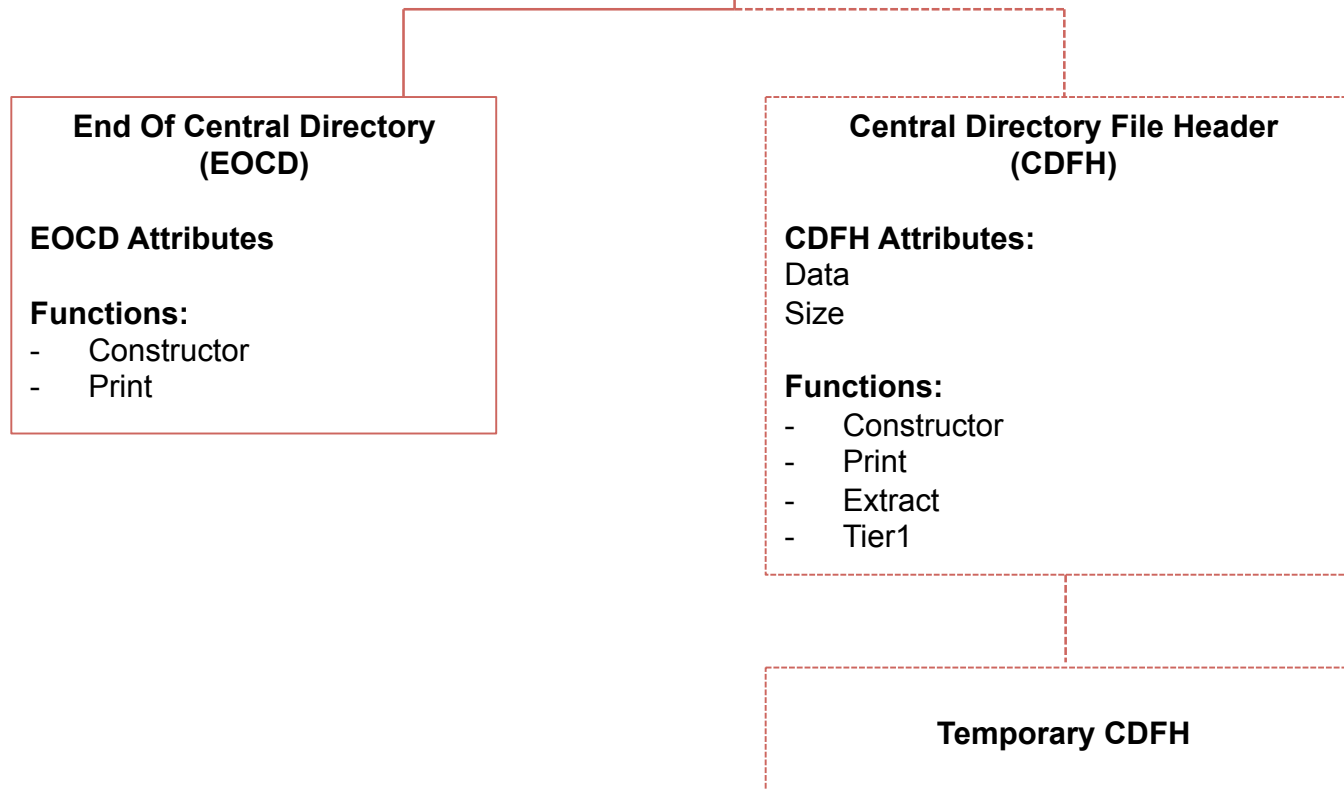 End Of Central Directory
(EOCD)
EOCD Attributes
Functions:
- Constructor
- Print
Central Directory File Header
(CDFH)
CDFH Attributes:
Data
Size
Functions:
- Constructor
- Print
- Extract
- Tier1
Temporary CDFH